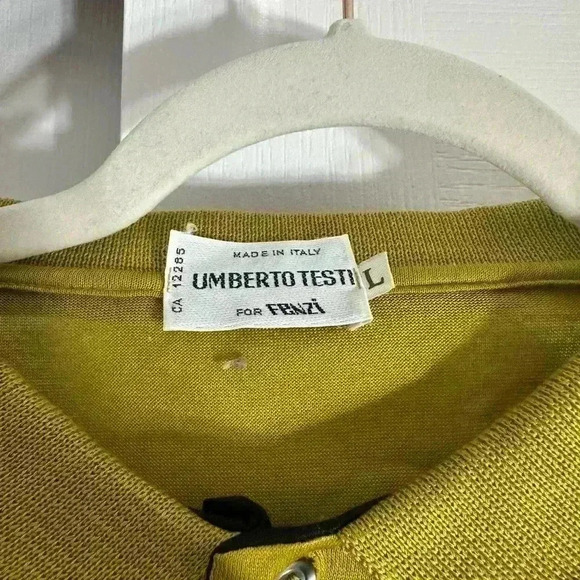 MADE IN ITALY
UMBERTO TESTI
FOR FENZI
CA 12285
L